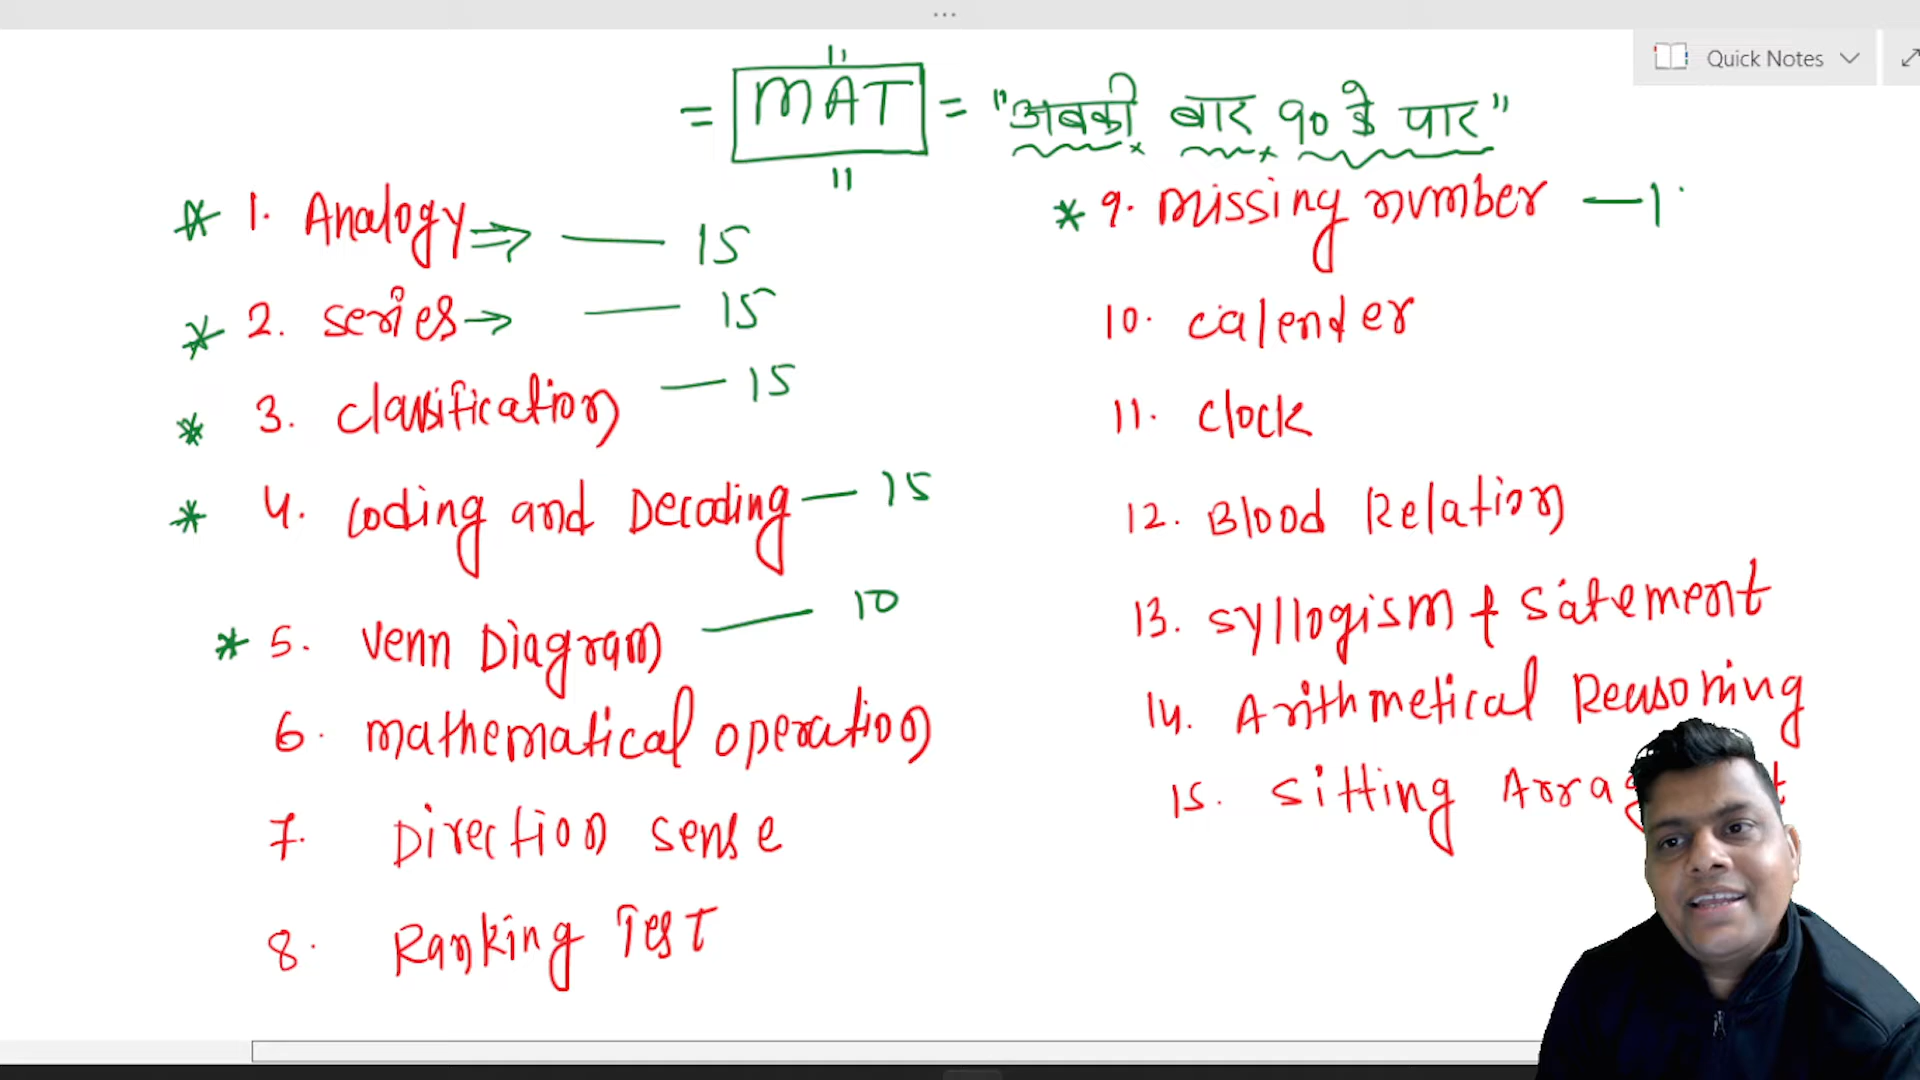 Quick Notes
= MAT = "अबकी बार 90 के पार"
* 1. Analogy ⇒ — 15
* 2. series → — 15
* 3. classification — 15
* 4. coding and Decoding — 15
* 5. Venn Diagram — 10
6. mathematical operation
7. Direction sense
8. Ranking Test
* 9. missing number — 1
10. calender
11. clock
12. Blood Relation
13. syllogism + satement
14. Arithmetical Reasoning
15. sitting